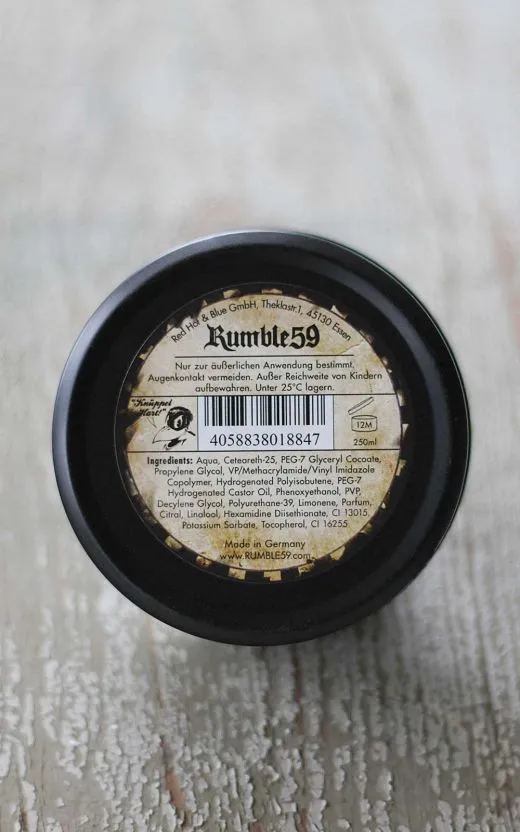 Red Hot & Blue GmbH, Theklastr.1, 45130 Essen
Rumble59
Nur zur äußerlichen Anwendung bestimmt.
Augenkontakt vermeiden. Außer Reichweite von Kindern
aufbewahren. Unter 25°C lagern.
"Knüppel
Hart!"
12M
4058838018847
250ml
Ingredients: Aqua, Ceteareth-25, PEG-7 Glyceryl Cocoate,
Propylene Glycol, VP/Methacrylamide/Vinyl Imidazole
Copolymer, Hydrogenated Polyisobutene, PEG-7
Hydrogenated Castor Oil, Phenoxyethanol, PVP,
Decylene Glycol, Polyurethane-39, Limonene, Parfum,
Citral, Linalool, Hexamidine Diisethionate, CI 13015,
Potassium Sorbate, Tocopherol, CI 16255
Made in Germany
www.RUMBLE59.com